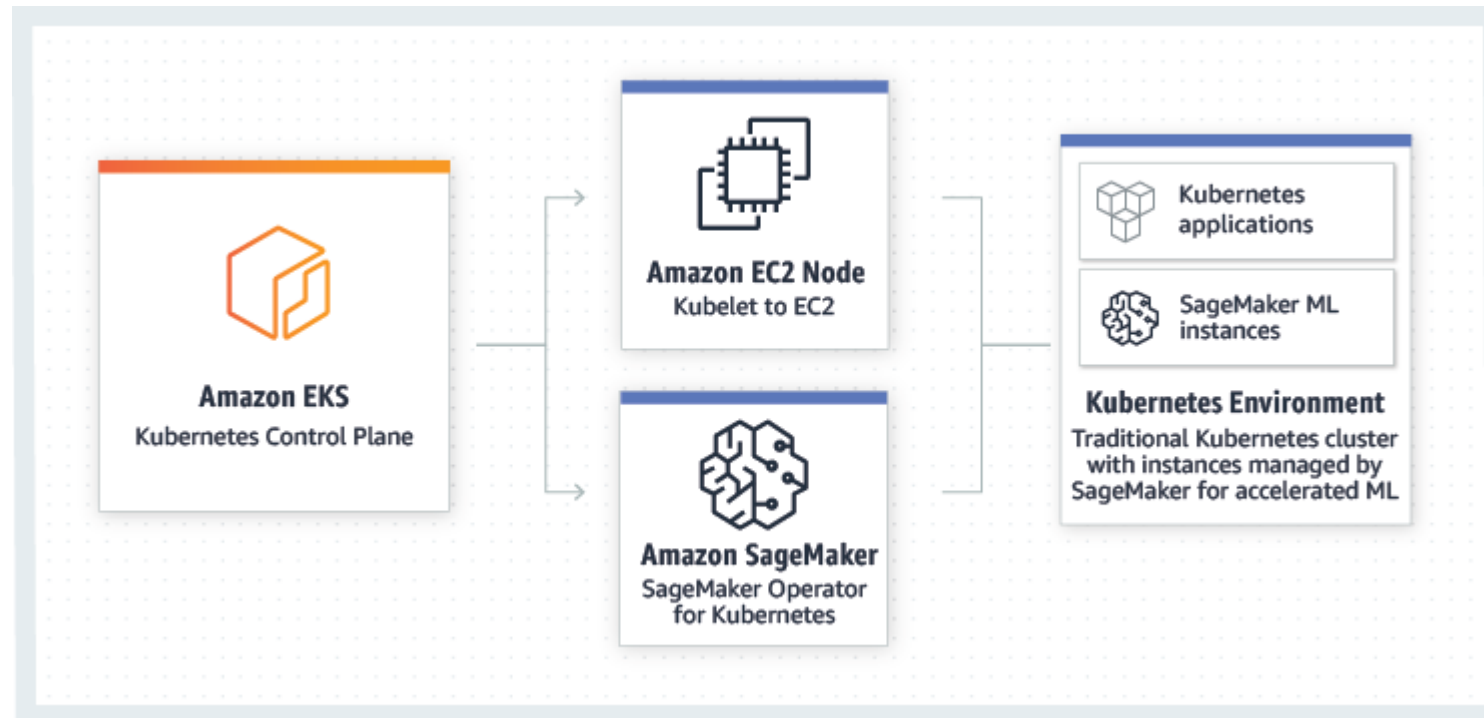 Amazon EKS
Kubernetes Control Plane
Amazon EC2 Node
Kubelet to EC2
Amazon SageMaker
SageMaker Operator
for Kubernetes
Kubernetes
applications
SageMaker ML
instances
Kubernetes Environment
Traditional Kubernetes cluster
with instances managed by
SageMaker for accelerated ML